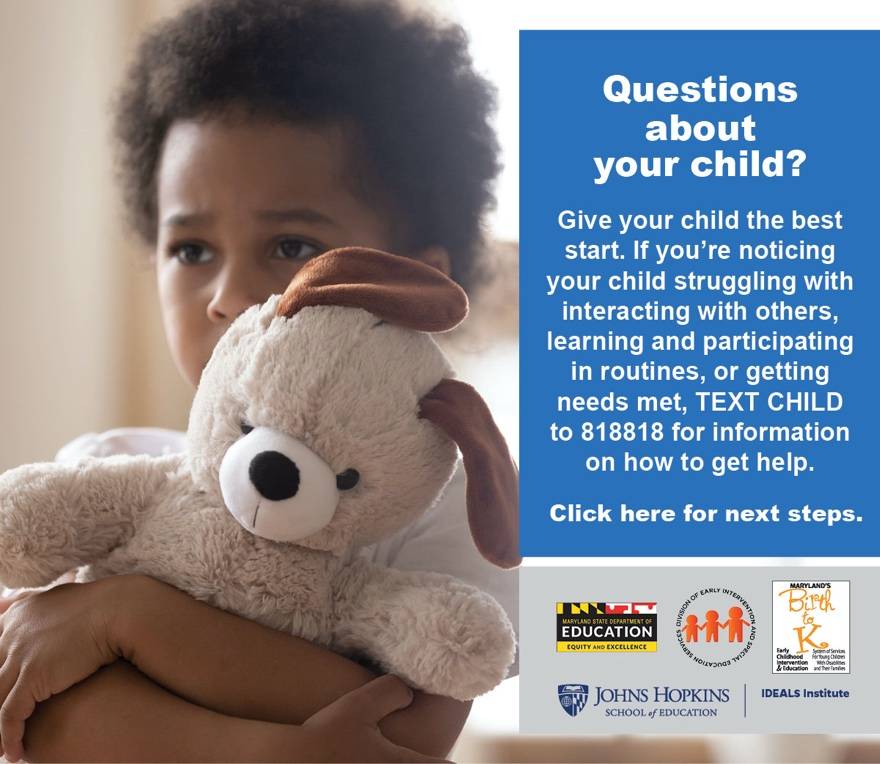 Questions
about
your child?
Give your child the best
start. If you’re noticing
your child struggling with
interacting with others,
learning and participating
in routines, or getting
needs met, TEXT CHILD
to 818818 for information
on how to get help.
Click here for next steps.
MARYLAND STATE DEPARTMENT OF
EDUCATION
EQUITY AND EXCELLENCE
DIVISION OF EARLY INTERVENTION AND SPECIAL EDUCATION SERVICES
MARYLAND'S
Birth
to
K
Early
Childhood
Intervention
& Education
System of Services
For Young Children
With Disabilities
and Their Families
JOHNS HOPKINS
SCHOOL of EDUCATION
IDEALS Institute